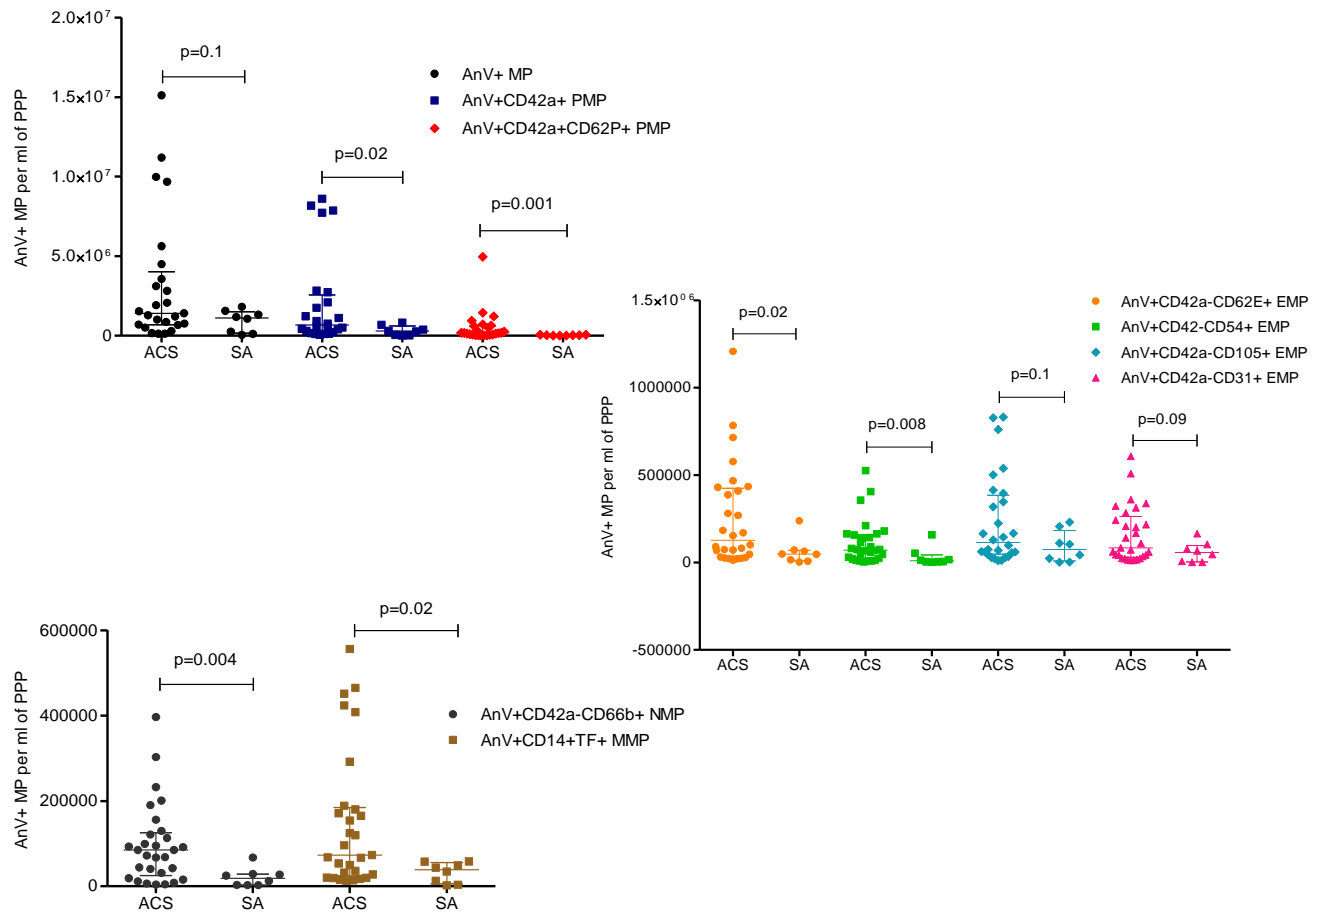 2.0x10⁷
1.5x10⁷
1.0x10⁷
5.0x10⁶
0
AnV+ MP per ml of PPP
p=0.1
p=0.02
p=0.001
AnV+ MP
AnV+CD42a+ PMP
AnV+CD42a+CD62P+ PMP
ACS SA ACS SA ACS SA
1.5x10⁰⁶
1000000
500000
0
-500000
AnV+ MP per ml of PPP
p=0.02
p=0.008
p=0.1
p=0.09
AnV+CD42a-CD62E+ EMP
AnV+CD42-CD54+ EMP
AnV+CD42a-CD105+ EMP
AnV+CD42a-CD31+ EMP
ACS SA ACS SA ACS SA ACS SA
600000
400000
200000
0
AnV+ MP per ml of PPP
p=0.004
p=0.02
AnV+CD42a-CD66b+ NMP
AnV+CD14+TF+ MMP
ACS SA ACS SA